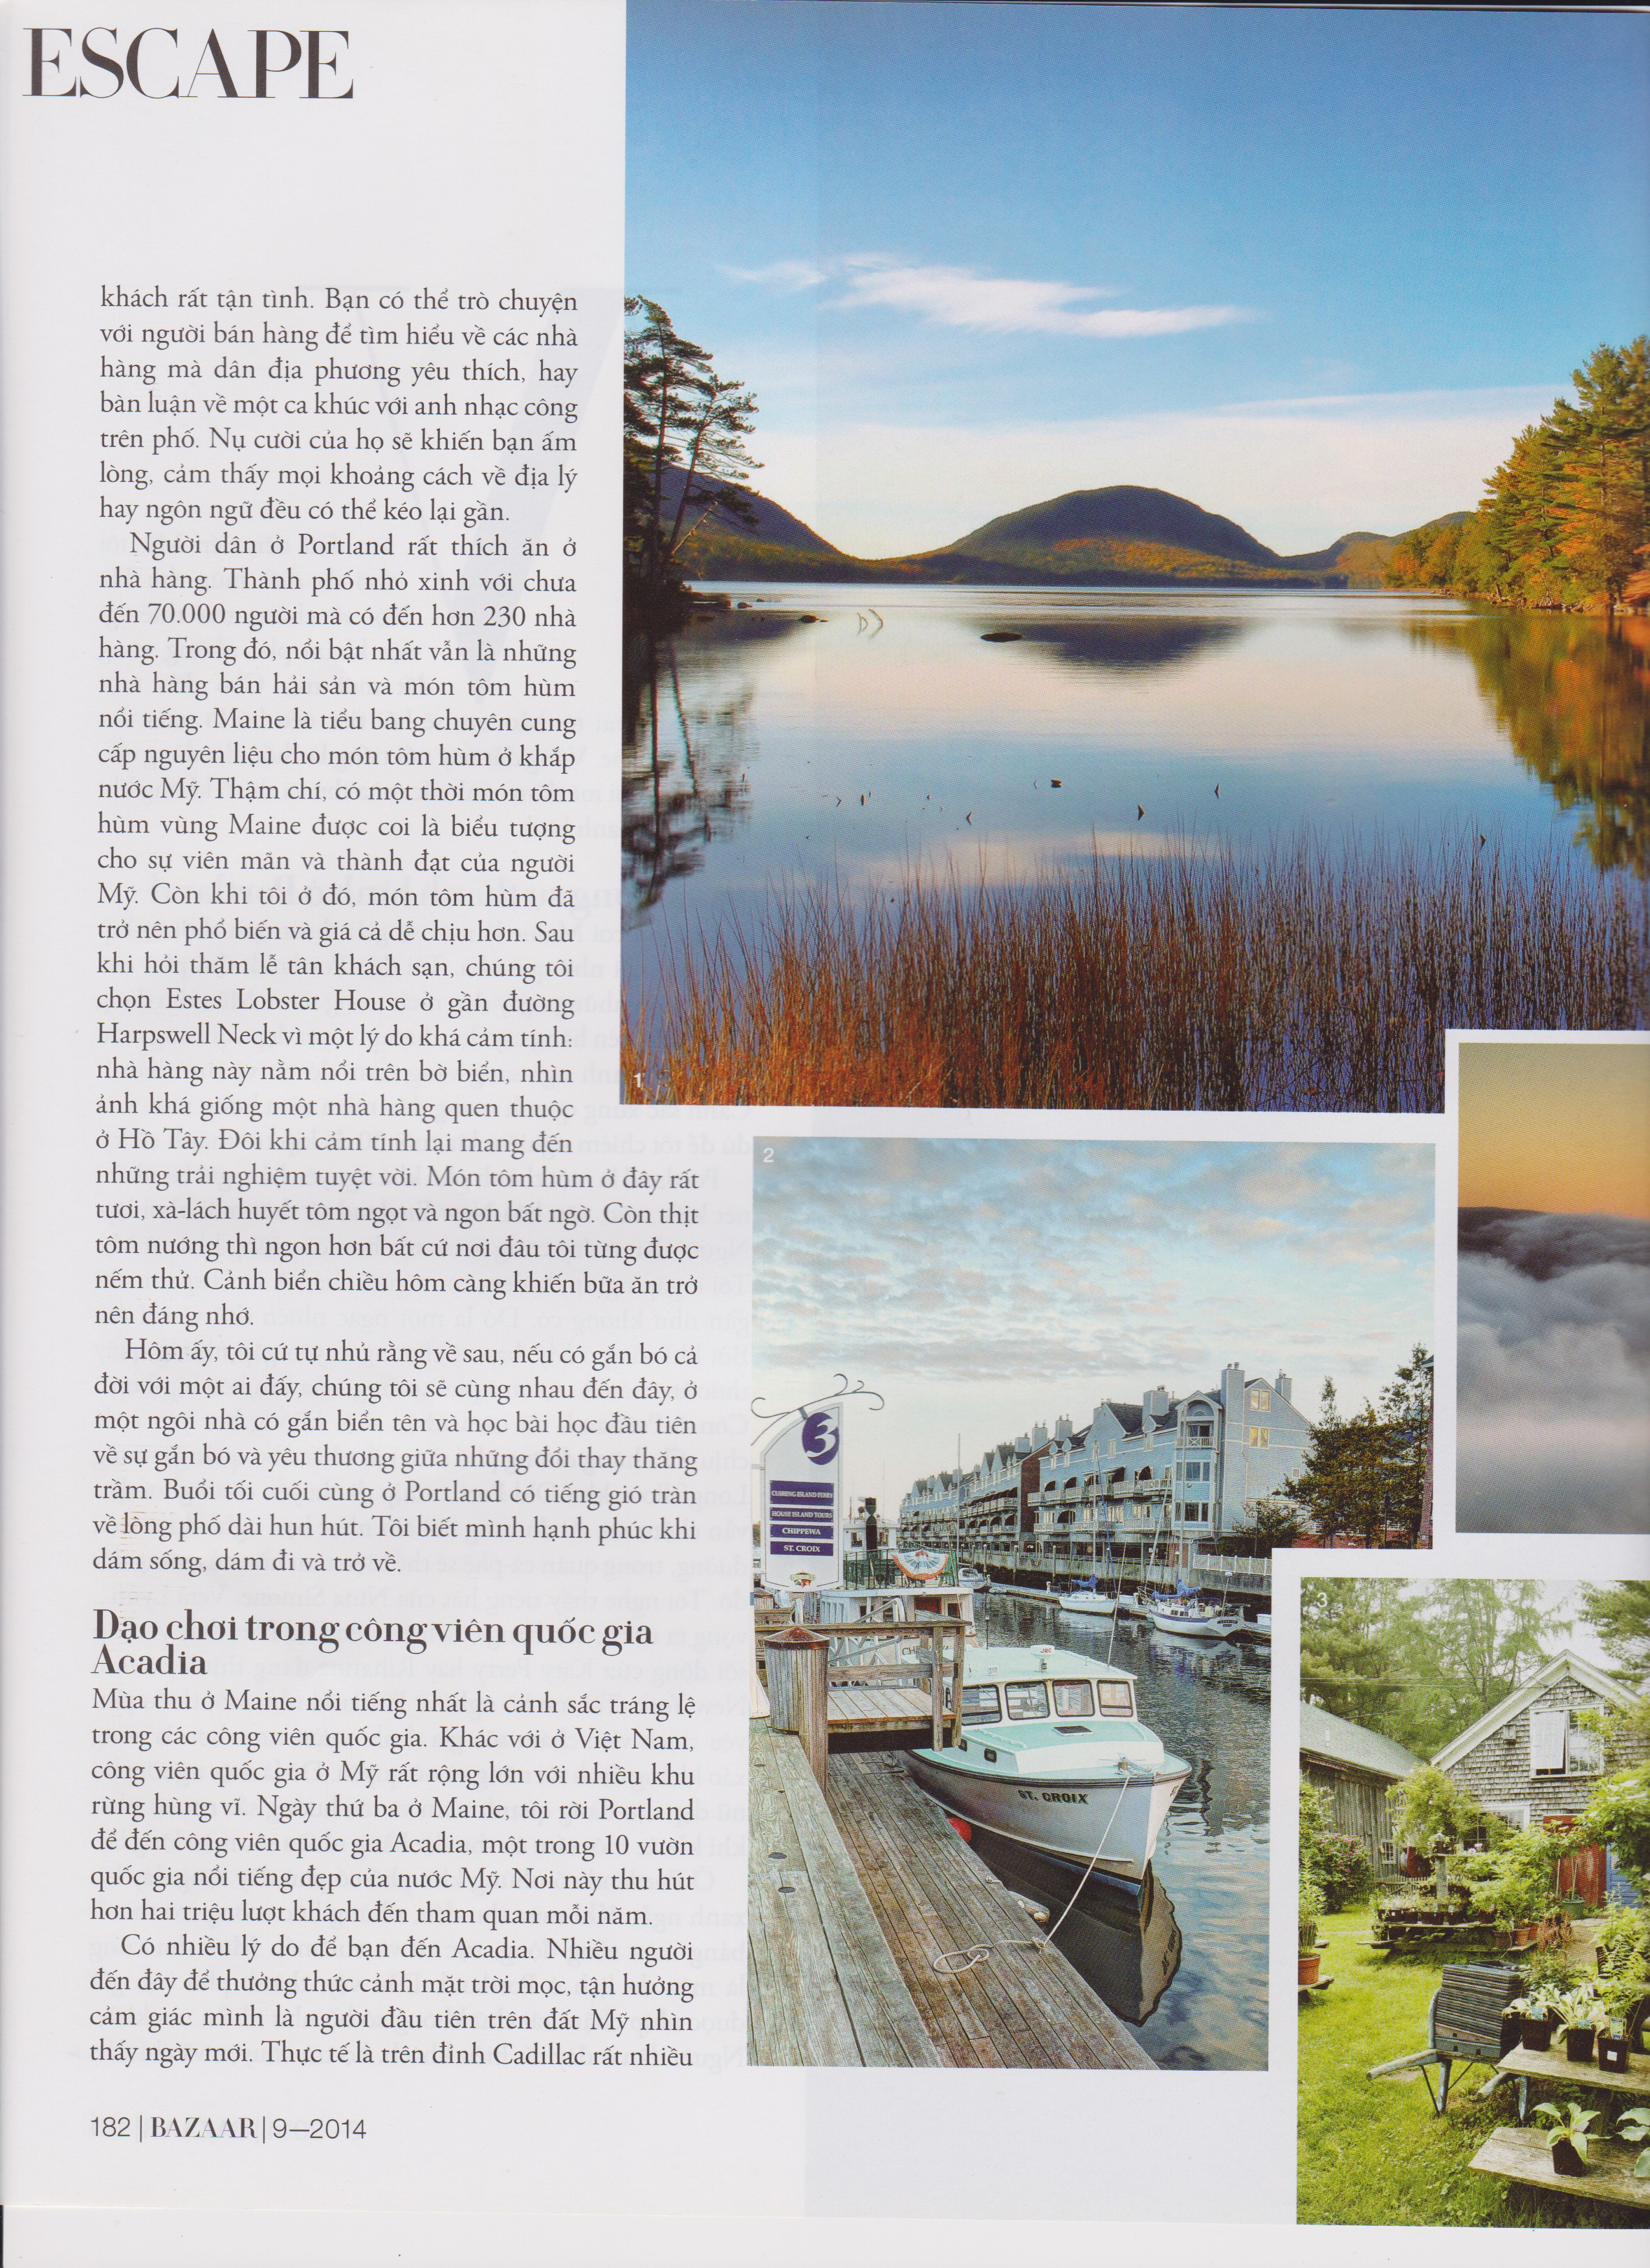 ESCAPE
khách rất tận tình. Bạn có thể trò chuyện
với người bán hàng để tìm hiểu về các nhà
hàng mà dân địa phương yêu thích, hay
bàn luận về một ca khúc với anh nhạc công
trên phố. Nụ cười của họ sẽ khiến bạn ấm
lòng, cảm thấy mọi khoảng cách về địa lý
hay ngôn ngữ đều có thể kéo lại gần.
Người dân ở Portland rất thích ăn ở
nhà hàng. Thành phố nhỏ xinh với chưa
đến 70.000 người mà có đến hơn 230 nhà
hàng. Trong đó, nổi bật nhất vẫn là những
nhà hàng bán hải sản và món tôm hùm
nổi tiếng. Maine là tiểu bang chuyên cung
cấp nguyên liệu cho món tôm hùm ở khắp
nước Mỹ. Thậm chí, có một thời món tôm
hùm vùng Maine được coi là biểu tượng
cho sự viên mãn và thành đạt của người
Mỹ. Còn khi tôi ở đó, món tôm hùm đã
trở nên phổ biến và giá cả dễ chịu hơn. Sau
khi hỏi thăm lễ tân khách sạn, chúng tôi
chọn Estes Lobster House ở gần đường
Harpswell Neck vì một lý do khá cảm tính:
nhà hàng này nằm nổi trên bờ biển, nhìn
ảnh khá giống một nhà hàng quen thuộc
ở Hồ Tây. Đôi khi cảm tính lại mang đến
những trải nghiệm tuyệt vời. Món tôm hùm ở đây rất
tươi, xà-lách huyết tôm ngọt và ngon bất ngờ. Còn thịt
tôm nướng thì ngon hơn bất cứ nơi đâu tôi từng được
nếm thử. Cảnh biển chiều hôm càng khiến bữa ăn trở
nên đáng nhớ.
Hôm ấy, tôi cứ tự nhủ rằng về sau, nếu có gắn bó cả
đời với một ai đấy, chúng tôi sẽ cùng nhau đến đây, ở
một ngôi nhà có gắn biển tên và học bài học đầu tiên
về sự gắn bó và yêu thương giữa những đổi thay thăng
trầm. Buổi tối cuối cùng ở Portland có tiếng gió tràn
về lòng phố dài hun hút. Tôi biết mình hạnh phúc khi
dám sống, dám đi và trở về.
Dạo chơi trong công viên quốc gia
Acadia
Mùa thu ở Maine nổi tiếng nhất là cảnh sắc tráng lệ
trong các công viên quốc gia. Khác với ở Việt Nam,
công viên quốc gia ở Mỹ rất rộng lớn với nhiều khu
rừng hùng vĩ. Ngày thứ ba ở Maine, tôi rời Portland
để đến công viên quốc gia Acadia, một trong 10 vườn
quốc gia nổi tiếng đẹp của nước Mỹ. Nơi này thu hút
hơn hai triệu lượt khách đến tham quan mỗi năm.
Có nhiều lý do để bạn đến Acadia. Nhiều người
đến đây để thưởng thức cảnh mặt trời mọc, tận hưởng
cảm giác mình là người đầu tiên trên đất Mỹ nhìn
thấy ngày mới. Thực tế là trên đỉnh Cadillac rất nhiều
182 | BAZAAR | 9—2014
1
2
3
CUSHING ISLAND FERRY
HOUSE ISLAND TOURS
CHIPPEWA
ST. CROIX
ST. CROIX
3